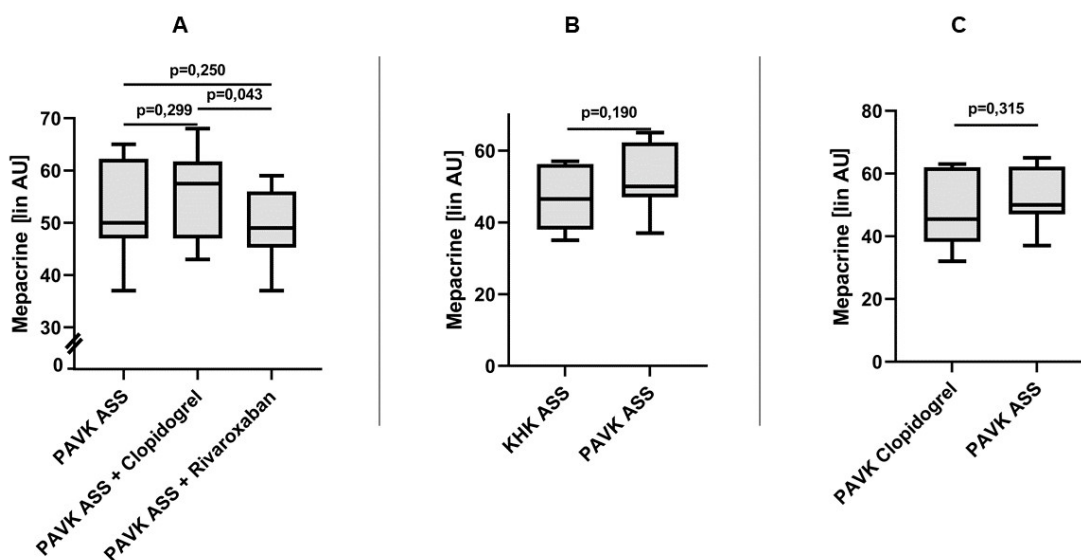 A
p=0,250
p=0,299
p=0,043
Mepacrine [lin AU]
70
60
50
40
30
0
PAVK ASS
PAVK ASS + Clopidogrel
PAVK ASS + Rivaroxaban
B
p=0,190
Mepacrine [lin AU]
60
40
20
0
KHK ASS
PAVK ASS
C
p=0,315
Mepacrine [lin AU]
80
60
40
20
0
PAVK Clopidogrel
PAVK ASS